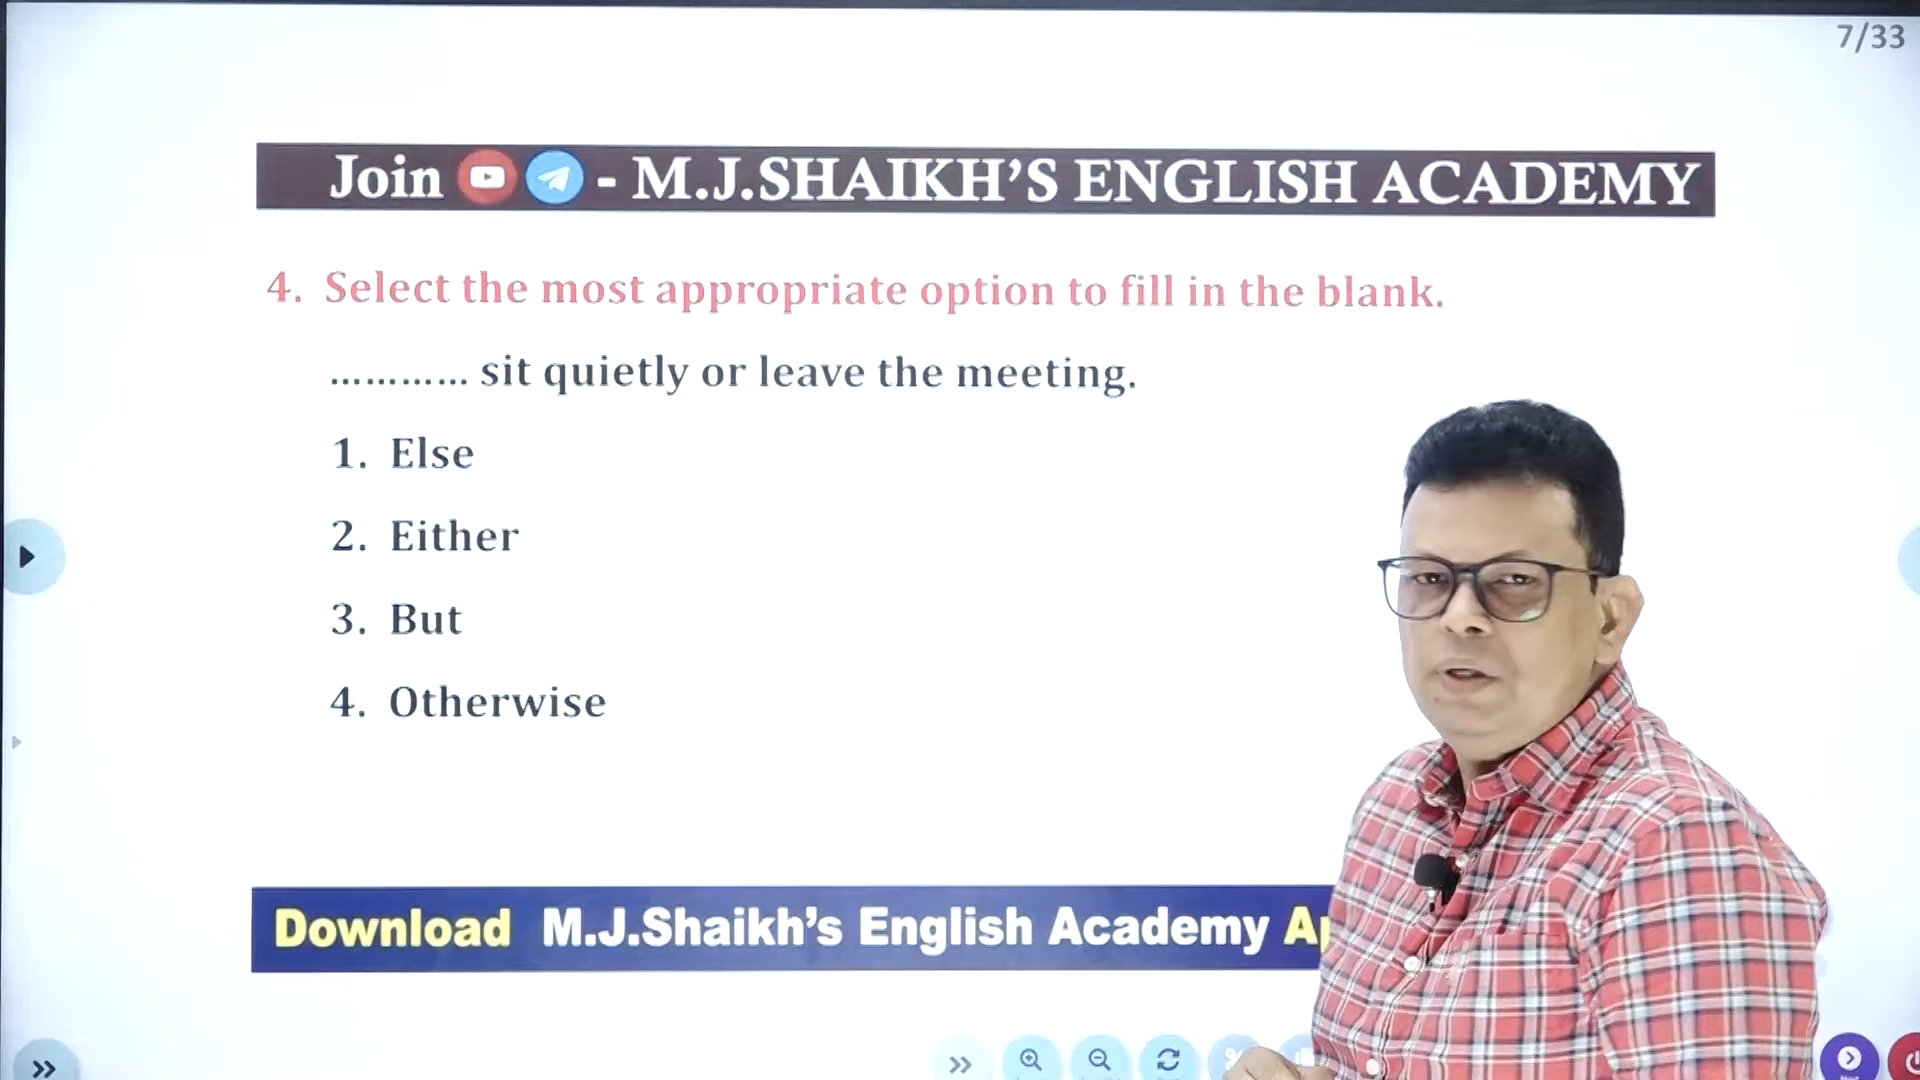 7/33
Join - M.J.SHAIKH'S ENGLISH ACADEMY
4. Select the most appropriate option to fill in the blank.
............ sit quietly or leave the meeting.
1. Else
2. Either
3. But
4. Otherwise
Download M.J.Shaikh's English Academy